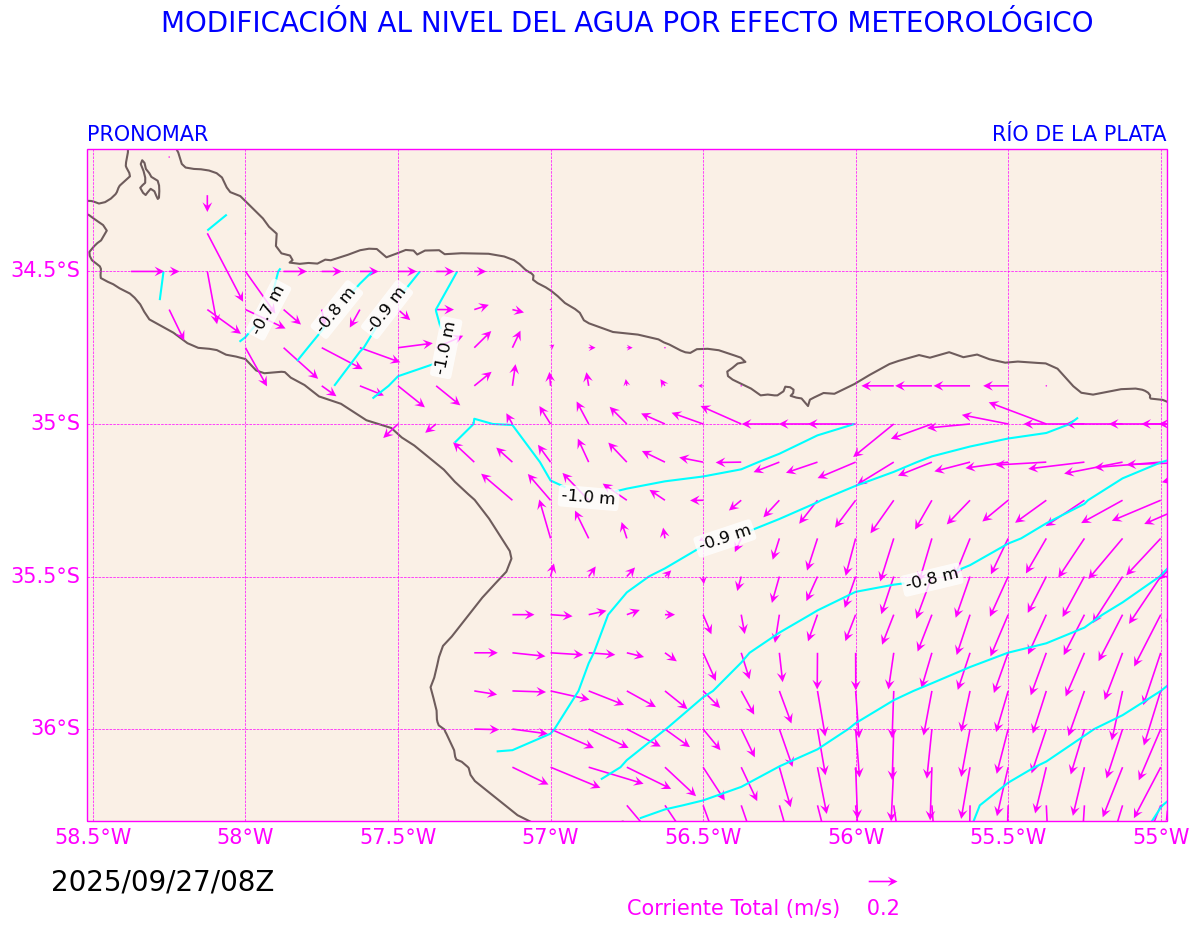 MODIFICACIÓN AL NIVEL DEL AGUA POR EFECTO METEOROLÓGICO
PRONOMAR RÍO DE LA PLATA
34.5°S
-0.7 m -0.8 m -0.9 m
-1.0 m
35°S
-1.0 m
-0.9 m
35.5°S
-0.8 m
36°S
58.5°W 58°W 57.5°W 57°W 56.5°W 56°W 55.5°W 55°W
2025/09/27/08Z
Corriente Total (m/s) 0.2